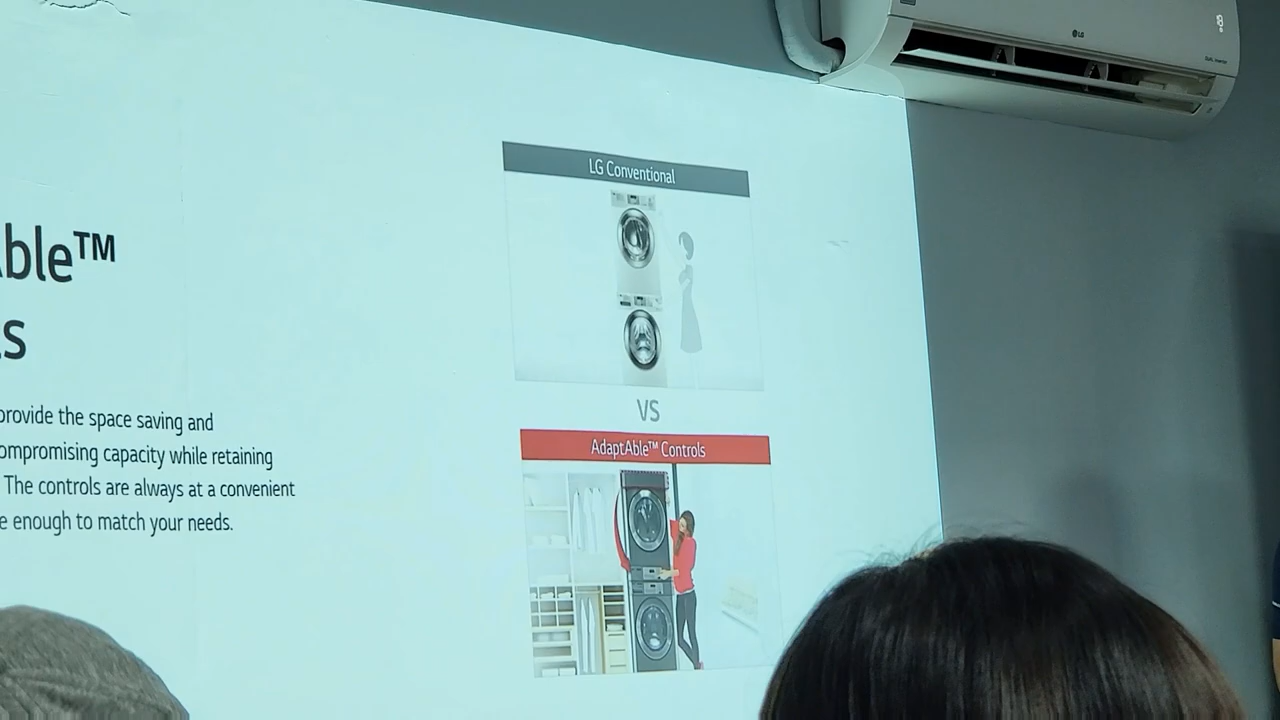 Able™
LS
provide the space saving and
ompromising capacity while retaining
The controls are always at a convenient
e enough to match your needs.
LG Conventional
VS
AdaptAble™ Controls
LG